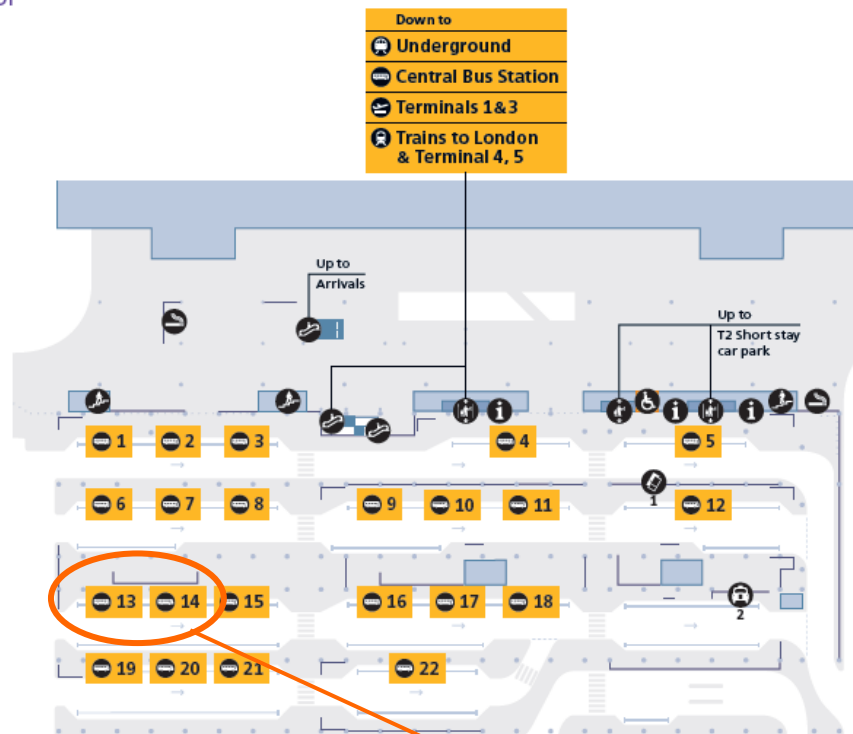 Down to
Underground
Central Bus Station
Terminals 1&3
Trains to London
& Terminal 4, 5
Up to
Arrivals
Up to
T2 Short stay
car park
1 2 3 4 5
1
6 7 8 9 10 11 12
13 14 15 16 17 18
2
19 20 21 22